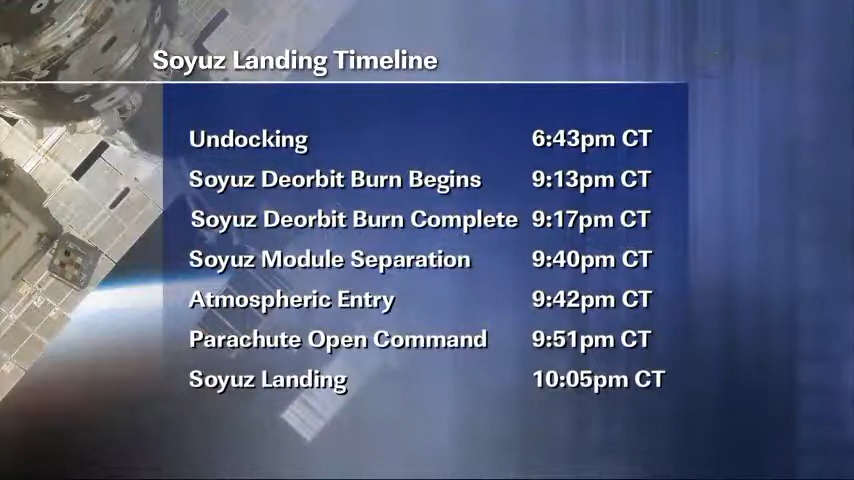 Soyuz Landing Timeline
Undocking 6:43pm CT
Soyuz Deorbit Burn Begins 9:13pm CT
Soyuz Deorbit Burn Complete 9:17pm CT
Soyuz Module Separation 9:40pm CT
Atmospheric Entry 9:42pm CT
Parachute Open Command 9:51pm CT
Soyuz Landing 10:05pm CT